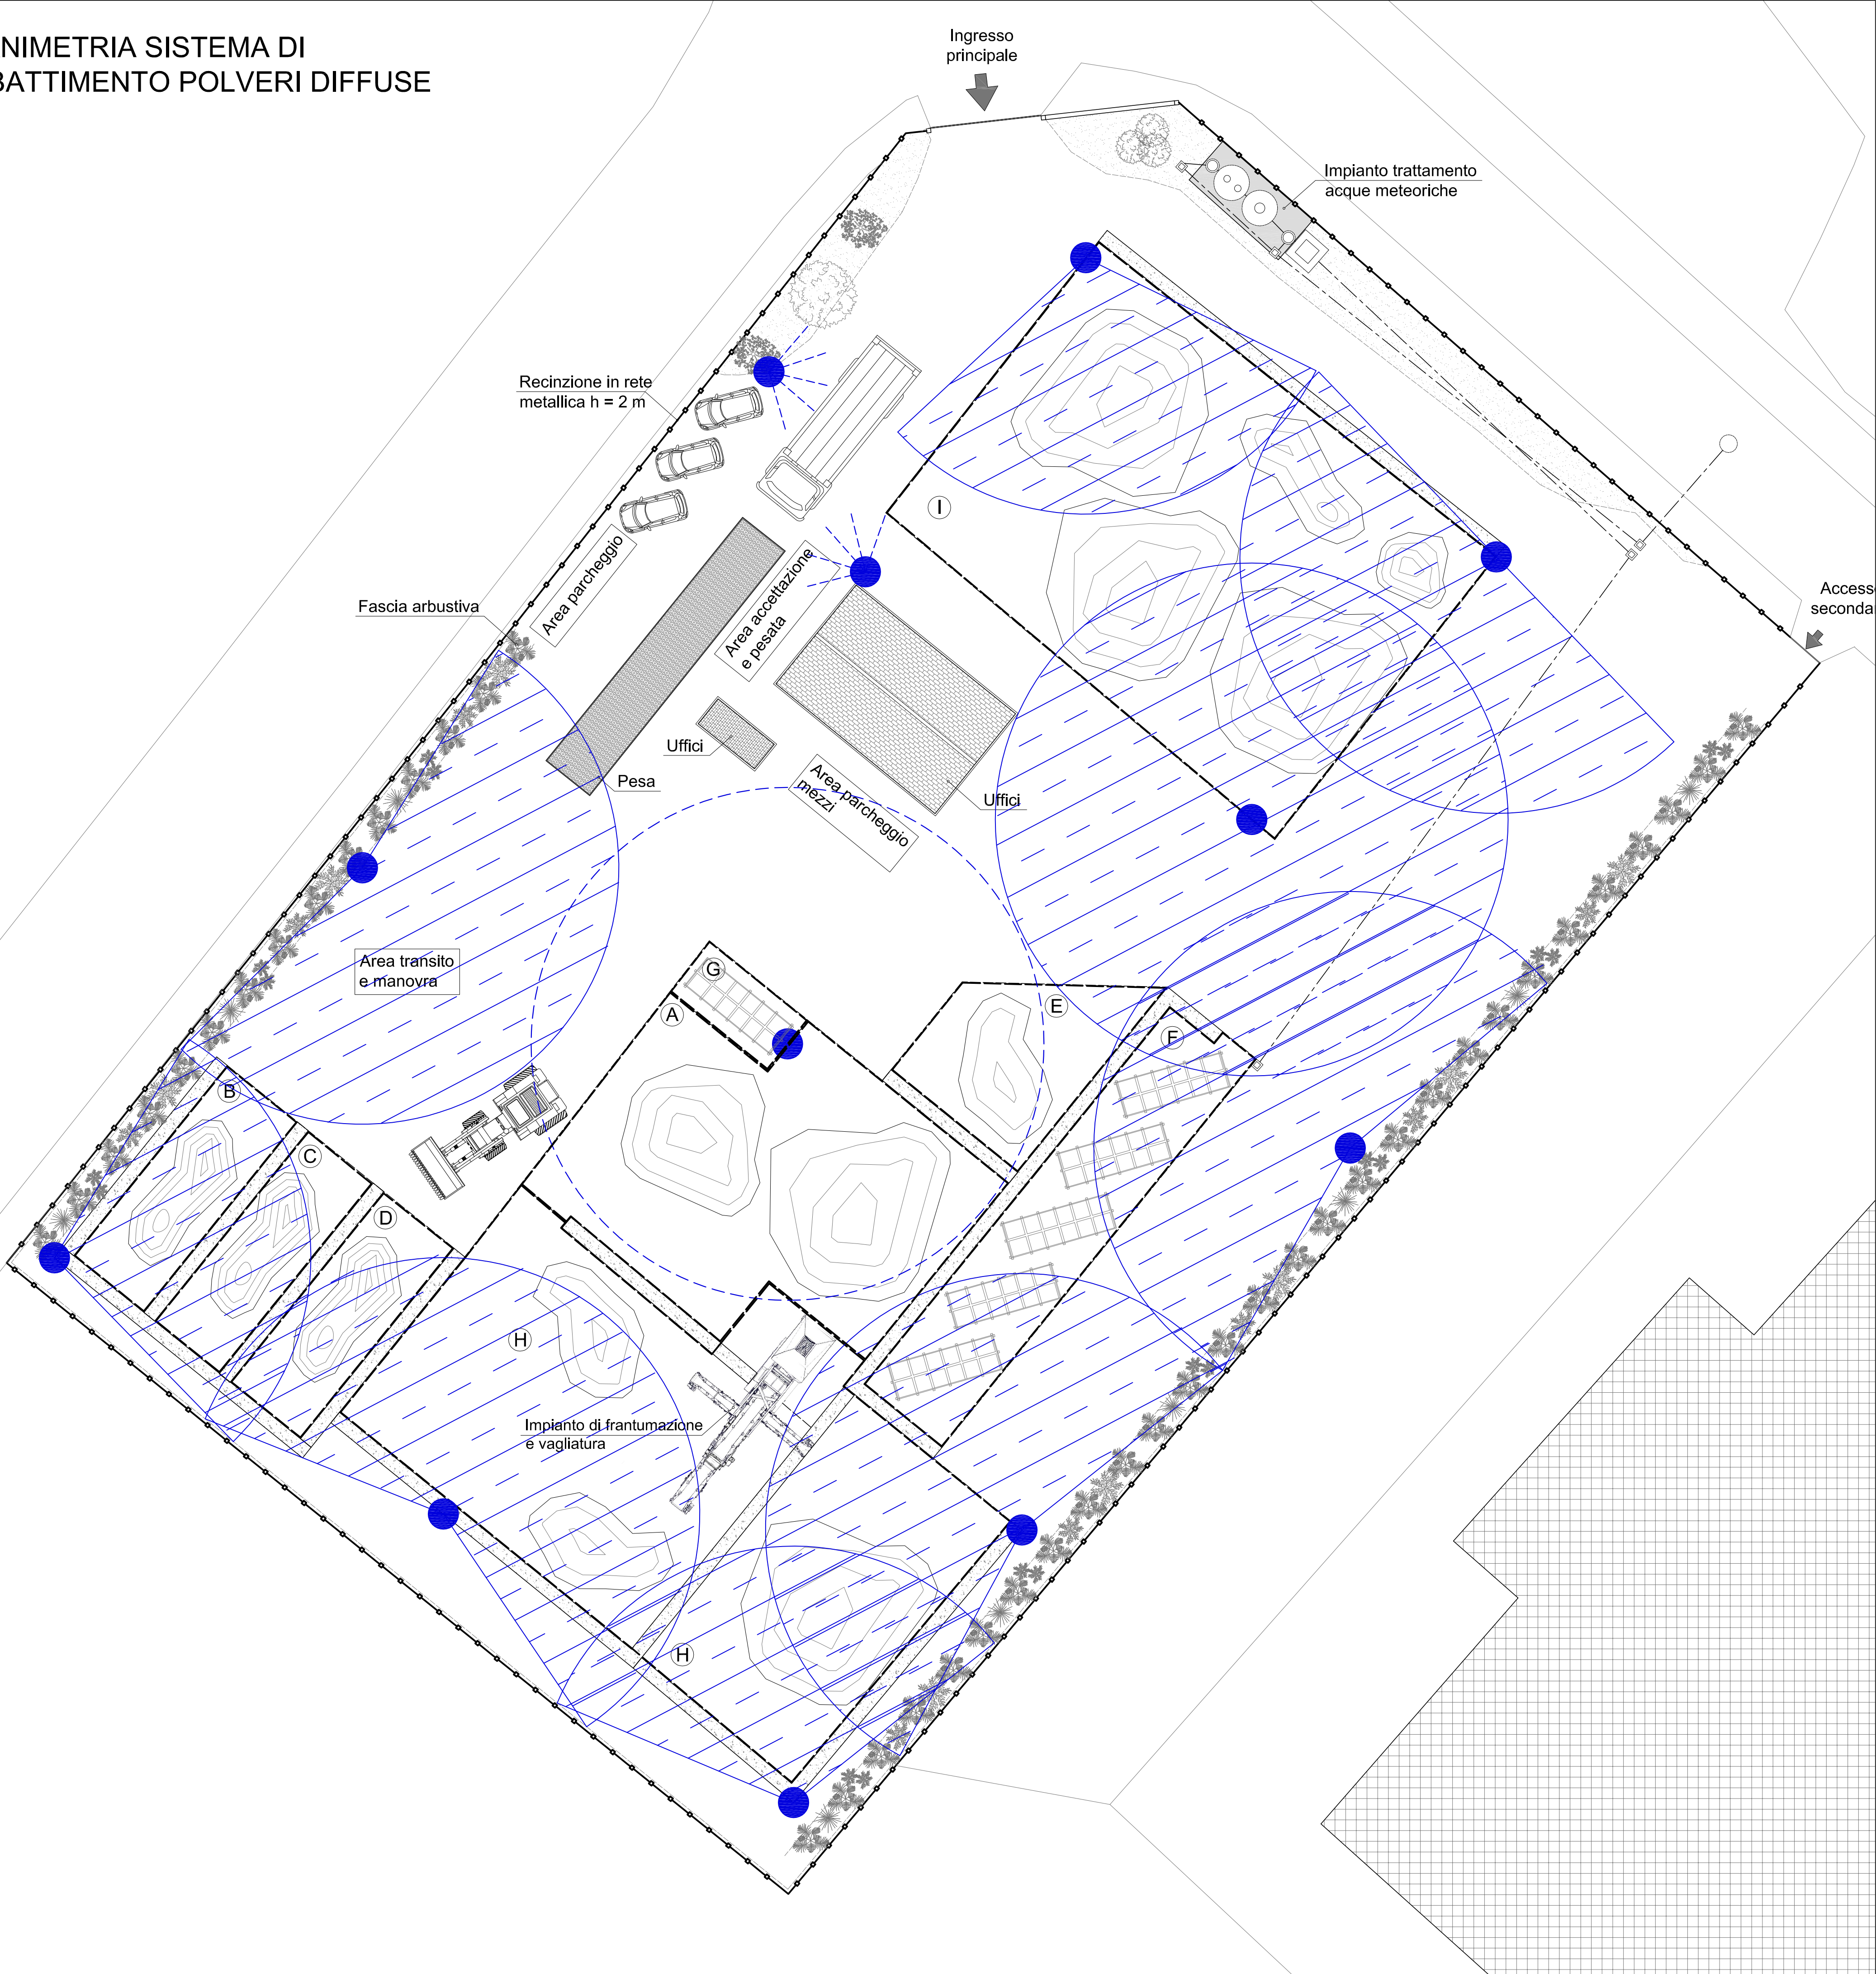 NIMETRIA SISTEMA DI
BATTIMENTO POLVERI DIFFUSE
Ingresso
principale
Impianto trattamento
acque meteoriche
Recinzione in rete
metallica h = 2 m
I
Area parcheggio
Area accettazione
e pesata
Fascia arbustiva
Access
seconda
Uffici
Pesa
Area parcheggio
mezzi
Uffici
Area transito
e manovra
G
A
E
F
B
C
D
H
Impianto di frantumazione
e vagliatura
H